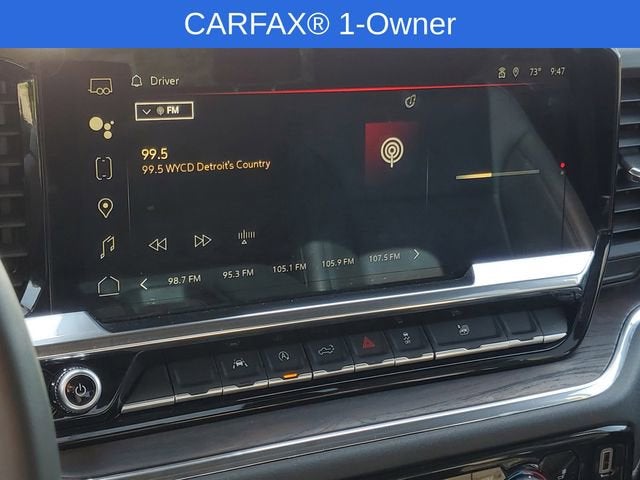 CARFAX® 1-Owner
Driver
73° 9:47
FM
99.5
99.5 WYCD Detroit's Country
98.7 FM 95.3 FM 105.1 FM 105.9 FM 107.5 FM
OFF